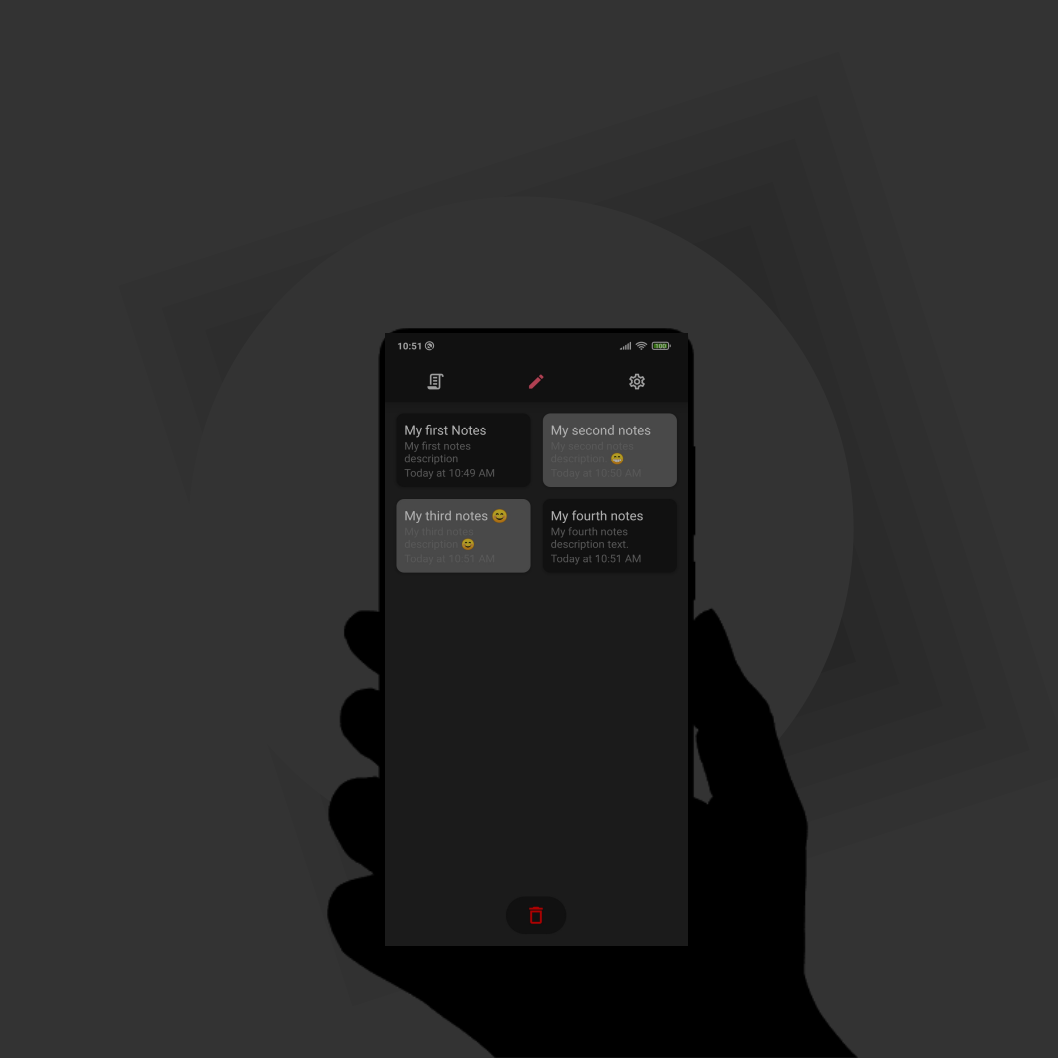 10:51
100
My first Notes
My first notes
description
Today at 10:49 AM
My second notes
My second notes
description 😁
Today at 10:50 AM
My third notes 😊
My third notes
description 😊
Today at 10:51 AM
My fourth notes
My fourth notes
description text.
Today at 10:51 AM